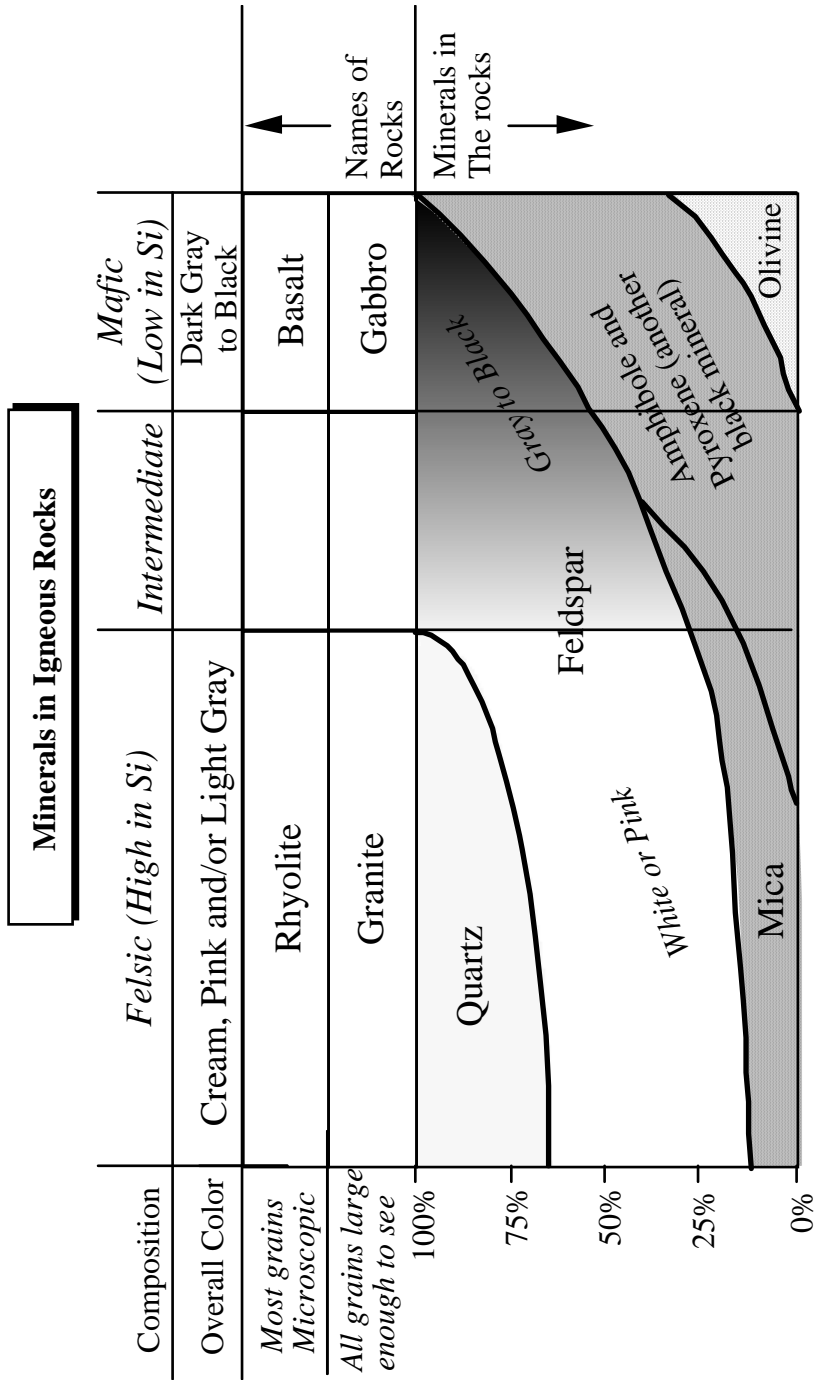 Minerals in Igneous Rocks
Composition
Felsic (High in Si)
Intermediate
Mafic
(Low in Si)
Overall Color
Cream, Pink and/or Light Gray
Dark Gray
to Black
Most grains
Microscopic
Rhyolite
Basalt
Names of
Rocks
All grains large
enough to see
Granite
Gabbro
Minerals in
The rocks
100%
75%
50%
25%
0%
Quartz
Gray to Black
Feldspar
White or Pink
Amphibole and
Pyroxene (another
black mineral)
Mica
Olivine